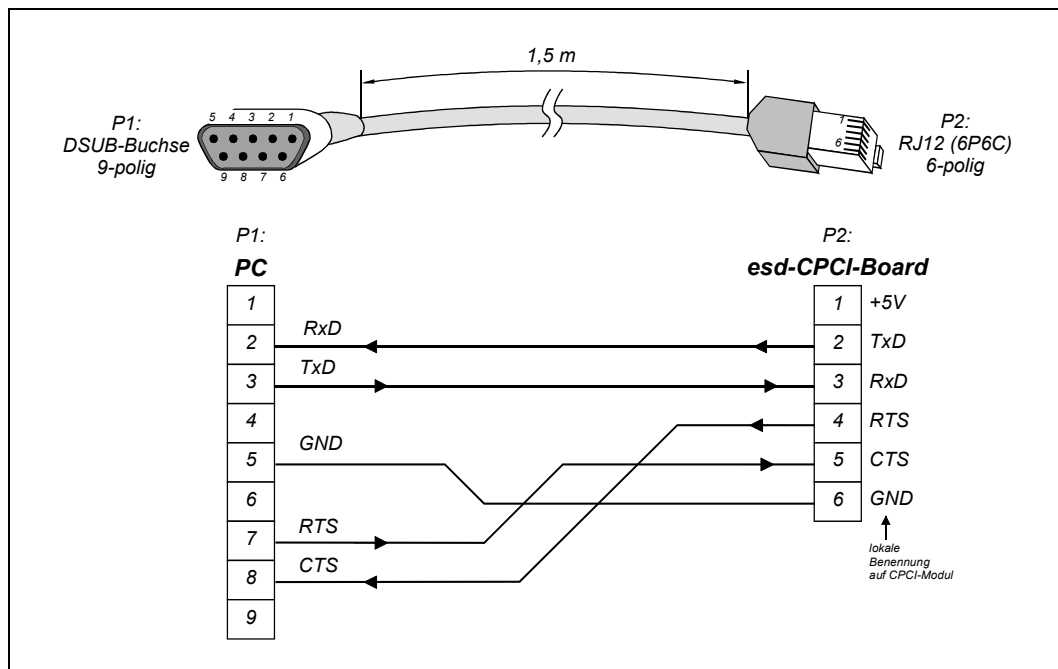 1,5 m
P1:
DSUB-Buchse
9-polig
5 4 3 2 1
9 8 7 6
1
6
P2:
RJ12 (6P6C)
6-polig
P1:
PC
P2:
esd-CPCI-Board
1
2
3
4
5
6
7
8
9
RxD
TxD
GND
RTS
CTS
1 +5V
2 TxD
3 RxD
4 RTS
5 CTS
6 GND
lokale
Benennung
auf CPCI-Modul